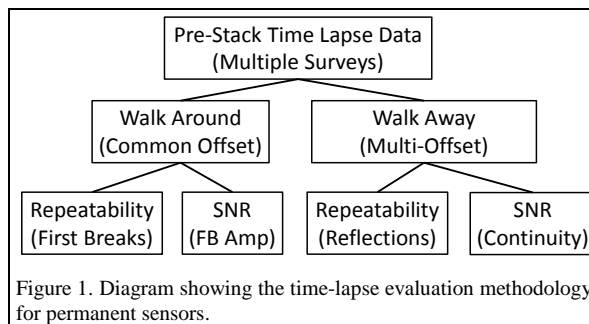 Pre-Stack Time Lapse Data
(Multiple Surveys)
Walk Around
(Common Offset)
Walk Away
(Multi-Offset)
Repeatability
(First Breaks)
SNR
(FB Amp)
Repeatability
(Reflections)
SNR
(Continuity)
Figure 1. Diagram showing the time-lapse evaluation methodology
for permanent sensors.